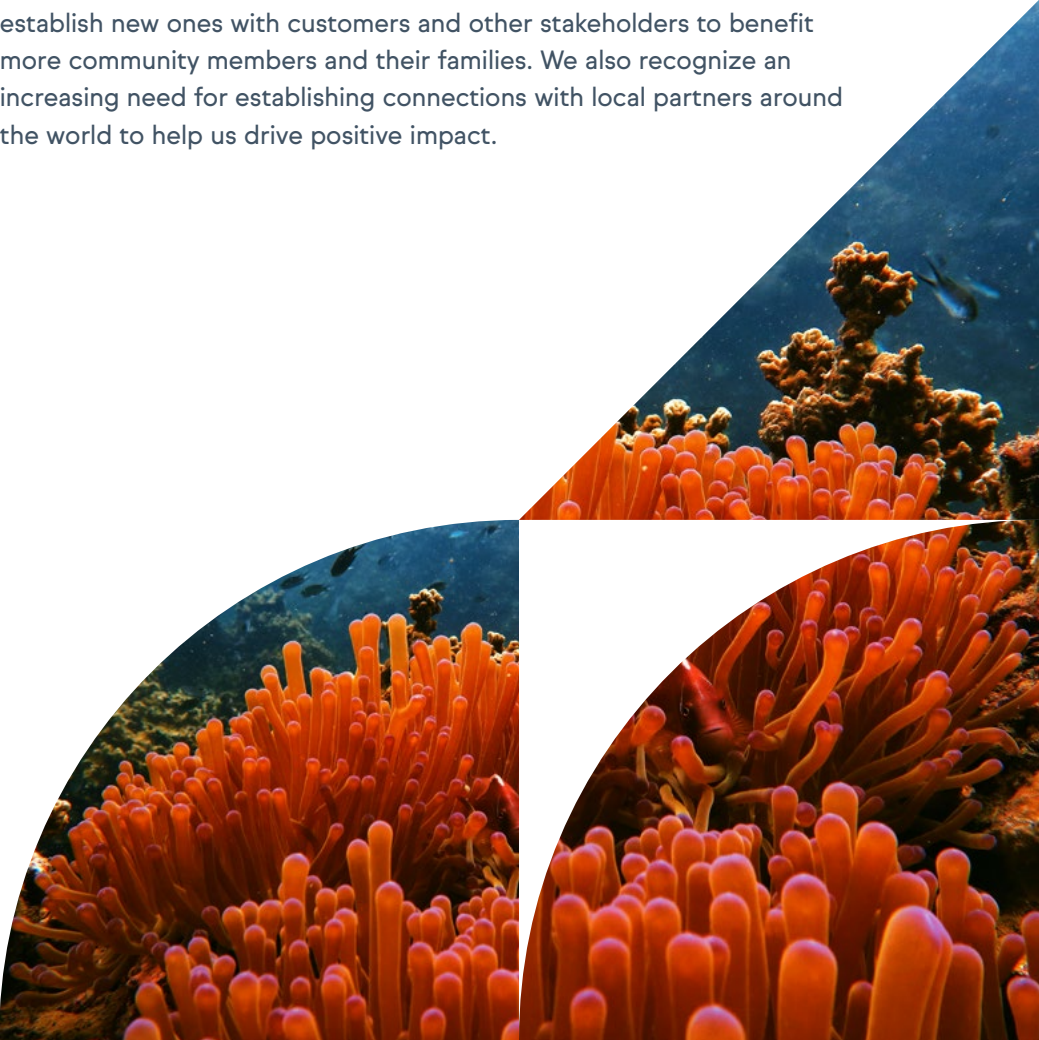 establish new ones with customers and other stakeholders to benefit
more community members and their families. We also recognize an
increasing need for establishing connections with local partners around
the world to help us drive positive impact.